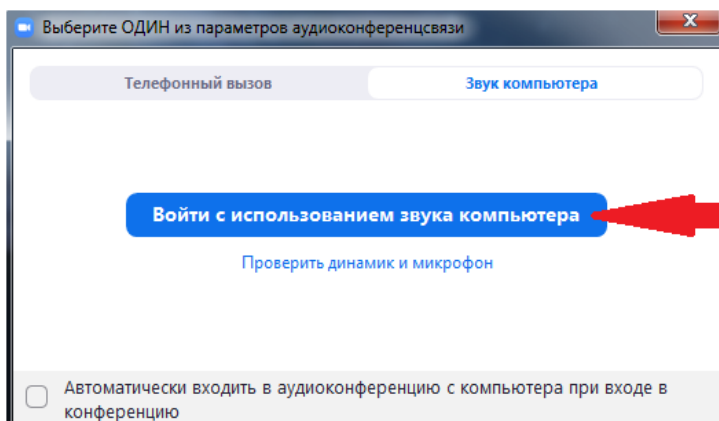 Выберите ОДИН из параметров аудиоконференцсвязи
Телефонный вызов
Звук компьютера
Войти с использованием звука компьютера
Проверить динамик и микрофон
Автоматически входить в аудиоконференцию с компьютера при входе в
конференцию